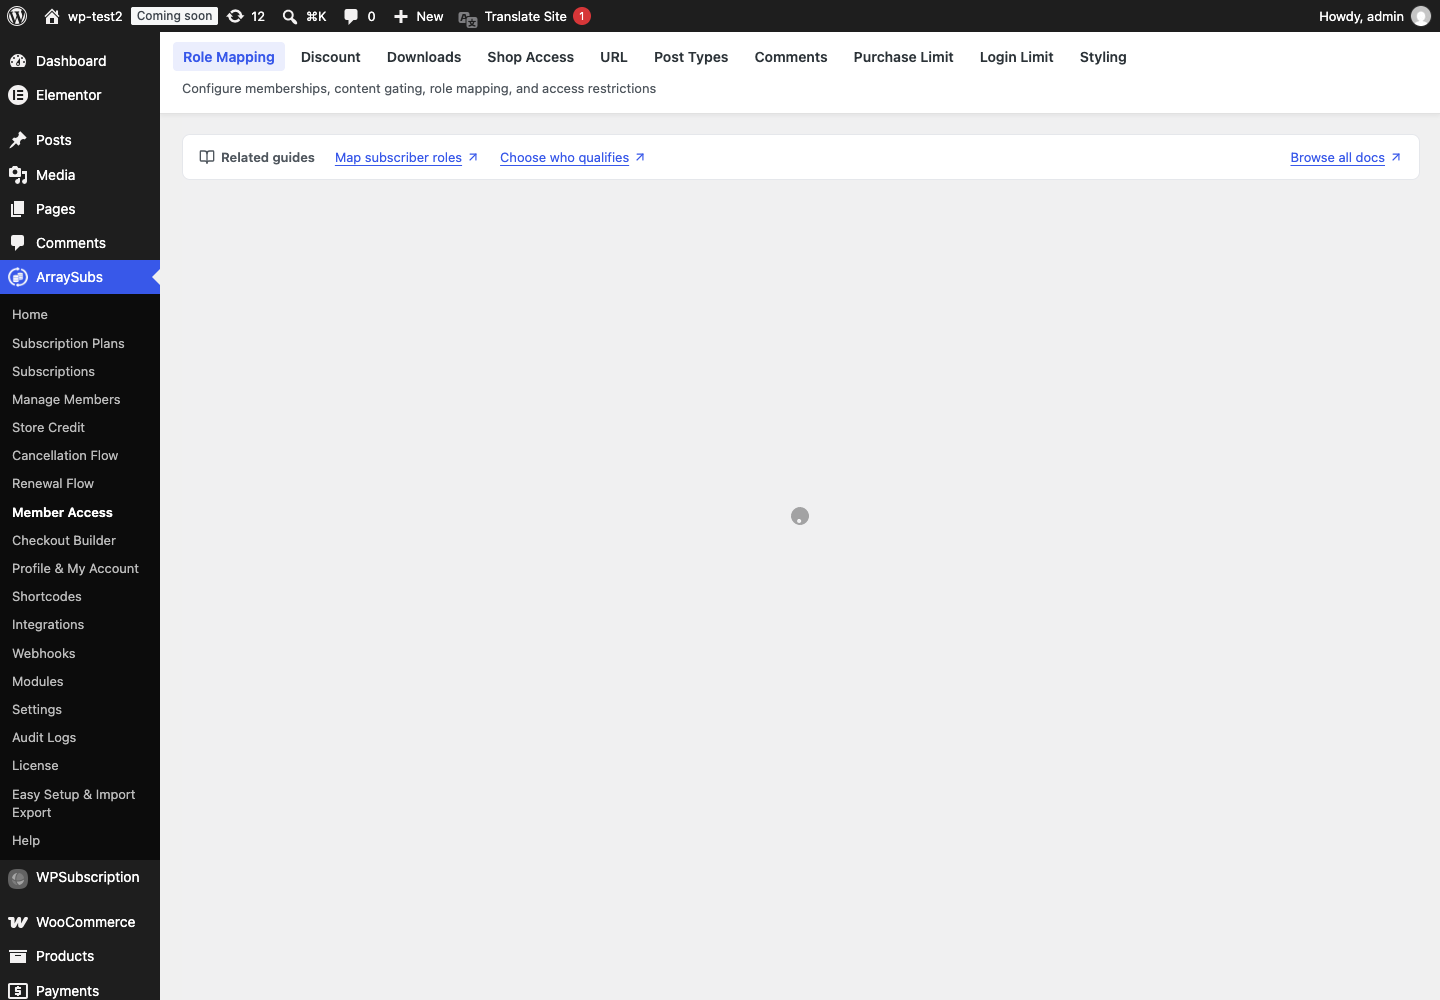 wp-test2 Coming soon 12 ⌘K 0 New Translate Site 1 Howdy, admin
Role Mapping Discount Downloads Shop Access URL Post Types Comments Purchase Limit Login Limit Styling
Configure memberships, content gating, role mapping, and access restrictions
Related guides Map subscriber roles Choose who qualifies Browse all docs
Dashboard
Elementor
Posts
Media
Pages
Comments
ArraySubs
Home
Subscription Plans
Subscriptions
Manage Members
Store Credit
Cancellation Flow
Renewal Flow
Member Access
Checkout Builder
Profile & My Account
Shortcodes
Integrations
Webhooks
Modules
Settings
Audit Logs
License
Easy Setup & Import
Export
Help
WPSubscription
WooCommerce
Products
Payments